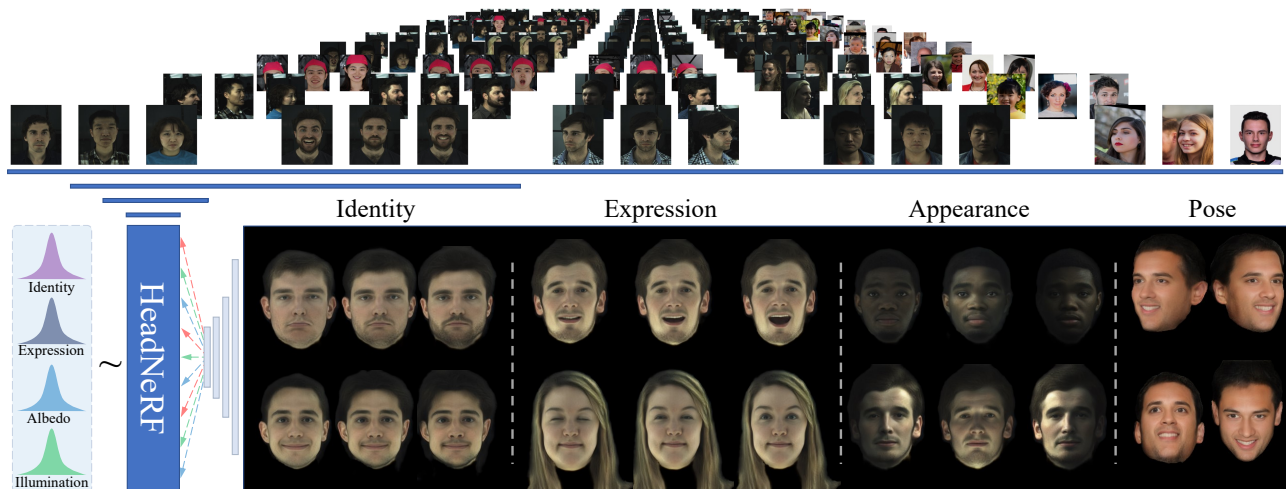 Identity
Expression
Appearance
Pose
Identity
Expression
Albedo
Illumination
~
HeadNeRF